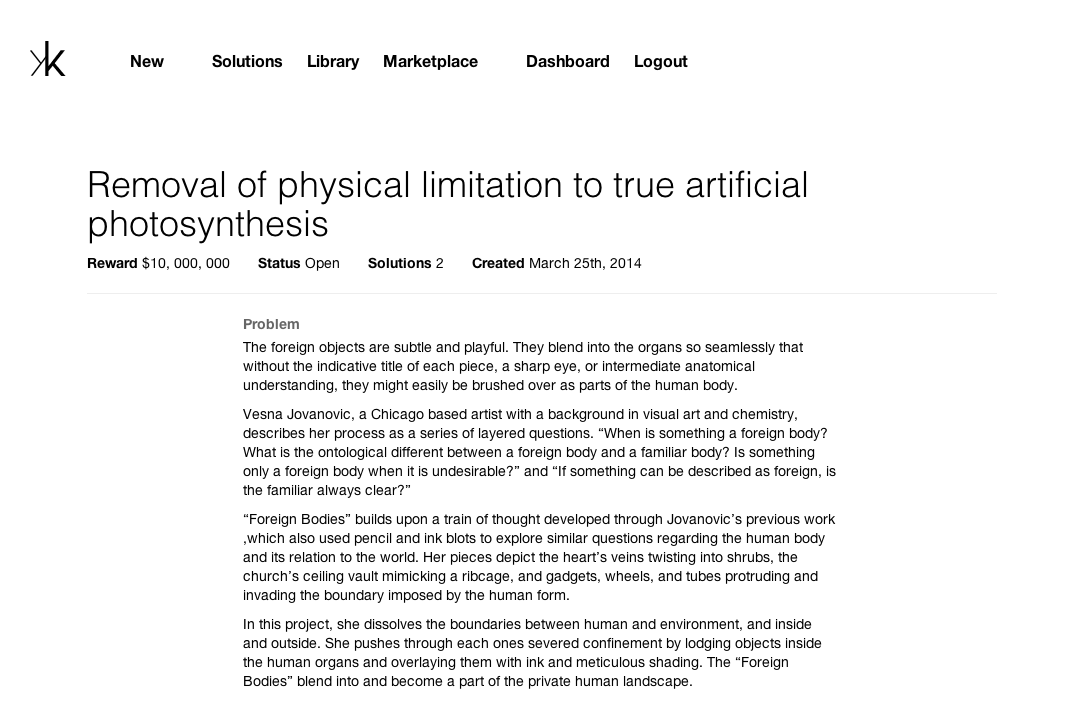 New Solutions Library Marketplace Dashboard Logout
Removal of physical limitation to true artificial
photosynthesis
Reward $10, 000, 000 Status Open Solutions 2 Created March 25th, 2014
Problem
The foreign objects are subtle and playful. They blend into the organs so seamlessly that
without the indicative title of each piece, a sharp eye, or intermediate anatomical
understanding, they might easily be brushed over as parts of the human body.
Vesna Jovanovic, a Chicago based artist with a background in visual art and chemistry,
describes her process as a series of layered questions. “When is something a foreign body?
What is the ontological different between a foreign body and a familiar body? Is something
only a foreign body when it is undesirable?” and “If something can be described as foreign, is
the familiar always clear?”
“Foreign Bodies” builds upon a train of thought developed through Jovanovic’s previous work
,which also used pencil and ink blots to explore similar questions regarding the human body
and its relation to the world. Her pieces depict the heart’s veins twisting into shrubs, the
church’s ceiling vault mimicking a ribcage, and gadgets, wheels, and tubes protruding and
invading the boundary imposed by the human form.
In this project, she dissolves the boundaries between human and environment, and inside
and outside. She pushes through each ones severed confinement by lodging objects inside
the human organs and overlaying them with ink and meticulous shading. The “Foreign
Bodies” blend into and become a part of the private human landscape.